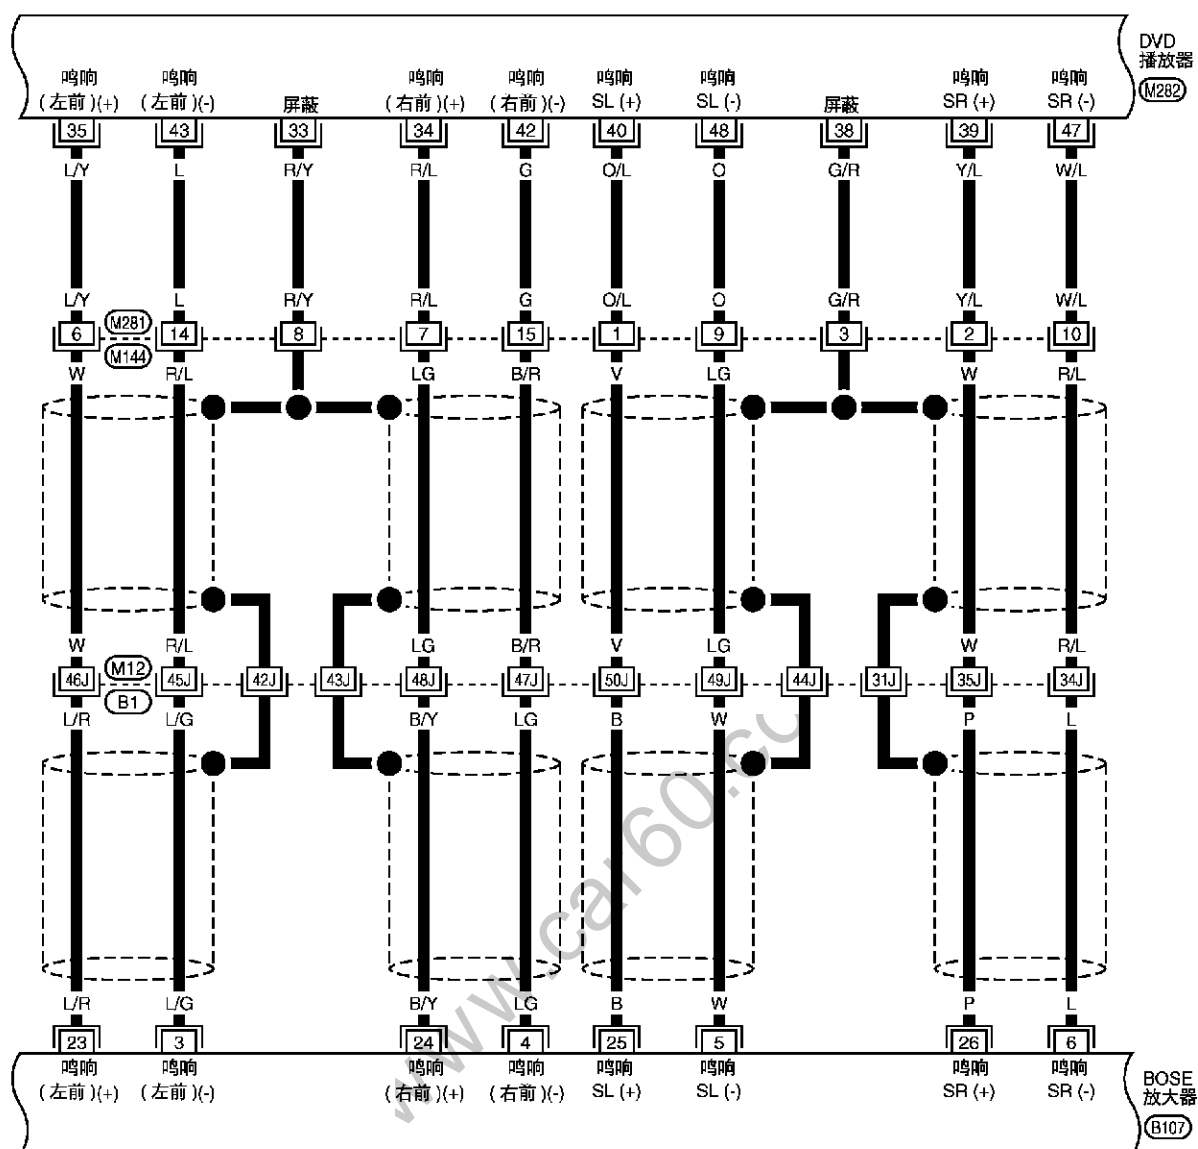 DVD
播放器
M282
鸣响 鸣响 鸣响 鸣响 鸣响 鸣响 鸣响 鸣响
(左前)(+) (左前)(-) 屏蔽 (右前)(+) (右前)(-) SL (+) SL (-) 屏蔽 SR (+) SR (-)
35 43 33 34 42 40 48 38 39 47
L/Y L R/Y R/L G O/L O G/R Y/L W/L
L/Y L R/Y R/L G O/L O G/R Y/L W/L
M281
6 14 8 7 15 1 9 3 2 10
M144
W R/L LG B/R V LG W R/L
W R/L LG B/R V LG W R/L
M12
46J 45J 42J 43J 48J 47J 50J 49J 44J 31J 35J 34J
B1
L/R L/G B/Y LG B W P L
www.car60.co
L/R L/G B/Y LG B W P L
23 3 24 4 25 5 26 6
鸣响 鸣响 鸣响 鸣响 鸣响 鸣响 鸣响 鸣响
(左前)(+) (左前)(-) (右前)(+) (右前)(-) SL (+) SL (-) SR (+) SR (-)
BOSE
放大器
B107